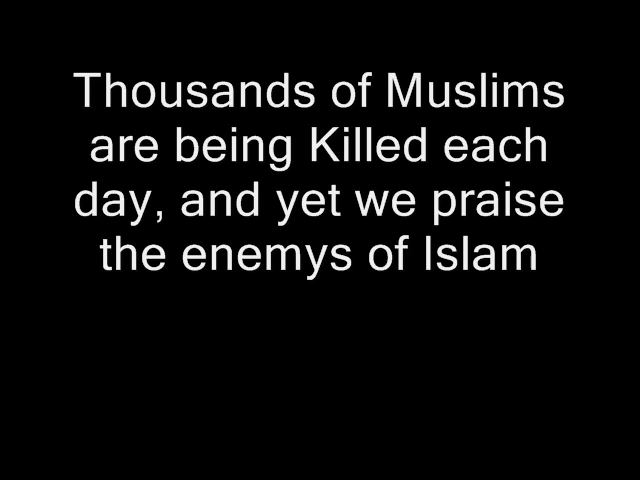 Thousands of Muslims
are being Killed each
day, and yet we praise
the enemys of Islam